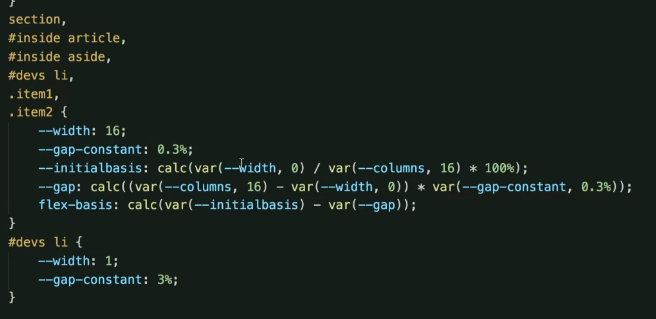 }
section,
#inside article,
#inside aside,
#devs li,
.item1,
.item2 {
    --width: 16;
    --gap-constant: 0.3%;
    --initialbasis: calc(var(--width, 0) / var(--columns, 16) * 100%);
    --gap: calc((var(--columns, 16) - var(--width, 0)) * var(--gap-constant, 0.3%));
    flex-basis: calc(var(--initialbasis) - var(--gap));
}
#devs li {
    --width: 1;
    --gap-constant: 3%;
}